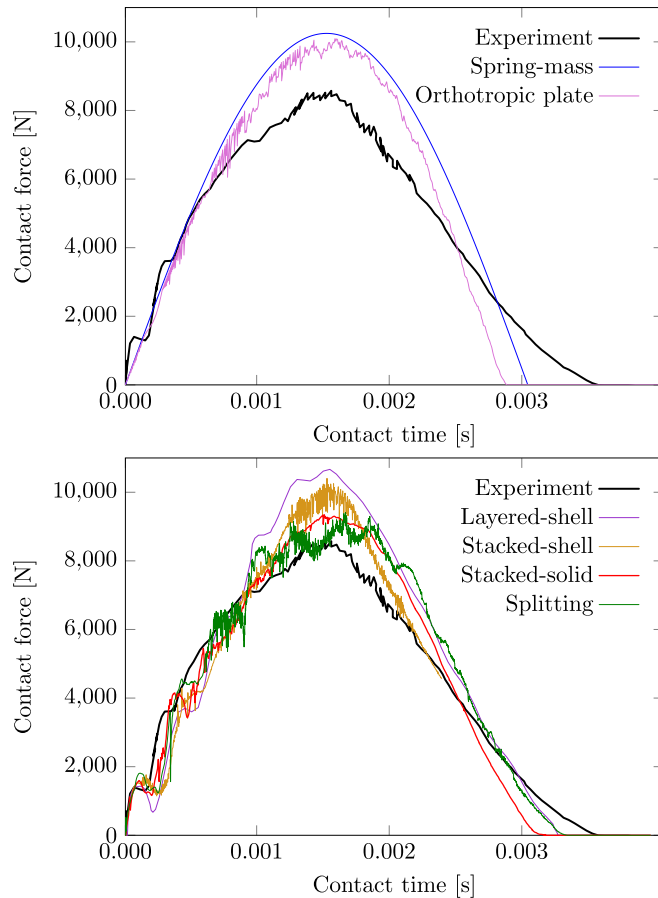 10,000
8,000
6,000
4,000
2,000
0
Contact force [N]
Experiment
Spring-mass
Orthotropic plate
0.000
0.001
0.002
0.003
Contact time [s]
10,000
8,000
6,000
4,000
2,000
0
Contact force [N]
Experiment
Layered-shell
Stacked-shell
Stacked-solid
Splitting
0.000
0.001
0.002
0.003
Contact time [s]